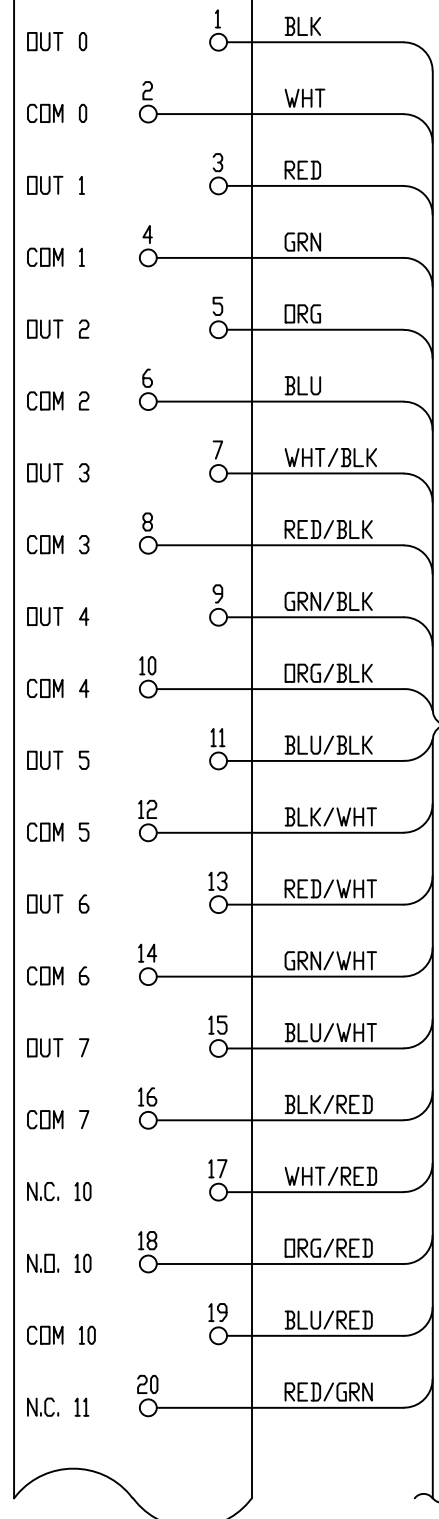 OUT 0 1 BLK
COM 0 2 WHT
OUT 1 3 RED
COM 1 4 GRN
OUT 2 5 ORG
COM 2 6 BLU
OUT 3 7 WHT/BLK
COM 3 8 RED/BLK
OUT 4 9 GRN/BLK
COM 4 10 ORG/BLK
OUT 5 11 BLU/BLK
COM 5 12 BLK/WHT
OUT 6 13 RED/WHT
COM 6 14 GRN/WHT
OUT 7 15 BLU/WHT
COM 7 16 BLK/RED
N.C. 10 17 WHT/RED
N.O. 10 18 ORG/RED
COM 10 19 BLU/RED
N.C. 11 20 RED/GRN